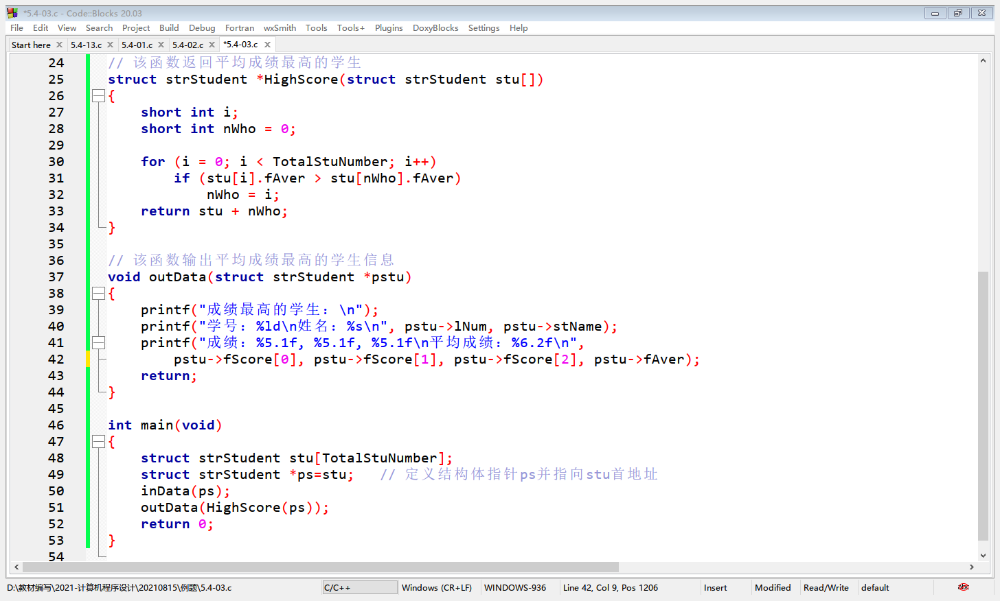 *5.4-03.c - Code::Blocks 20.03
File Edit View Search Project Build Debug Fortran wxSmith Tools Tools+ Plugins DoxyBlocks Settings Help
Start here 5.4-13.c 5.4-01.c 5.4-02.c *5.4-03.c
24 // 该函数返回平均成绩最高的学生
25 struct strStudent *HighScore(struct strStudent stu[])
26 {
27 short int i;
28 short int nWho = 0;
29
30 for (i = 0; i < TotalStuNumber; i++)
31 if (stu[i].fAver > stu[nWho].fAver)
32 nWho = i;
33 return stu + nWho;
34 }
35
36 // 该函数输出平均成绩最高的学生信息
37 void outData(struct strStudent *pstu)
38 {
39 printf("成绩最高的学生：\n");
40 printf("学号：%ld\n姓名：%s\n", pstu->lNum, pstu->stName);
41 printf("成绩：%5.1f, %5.1f, %5.1f\n平均成绩：%6.2f\n",
42 pstu->fScore[0], pstu->fScore[1], pstu->fScore[2], pstu->fAver);
43 return;
44 }
45
46 int main(void)
47 {
48 struct strStudent stu[TotalStuNumber];
49 struct strStudent *ps=stu; // 定义结构体指针ps并指向stu首地址
50 inData(ps);
51 outData(HighScore(ps));
52 return 0;
53 }
54
D:\教材编写\2021-计算机程序设计\20210815\例题\5.4-03.c C/C++ Windows (CR+LF) WINDOWS-936 Line 42, Col 9, Pos 1206 Insert Modified Read/Write default abc